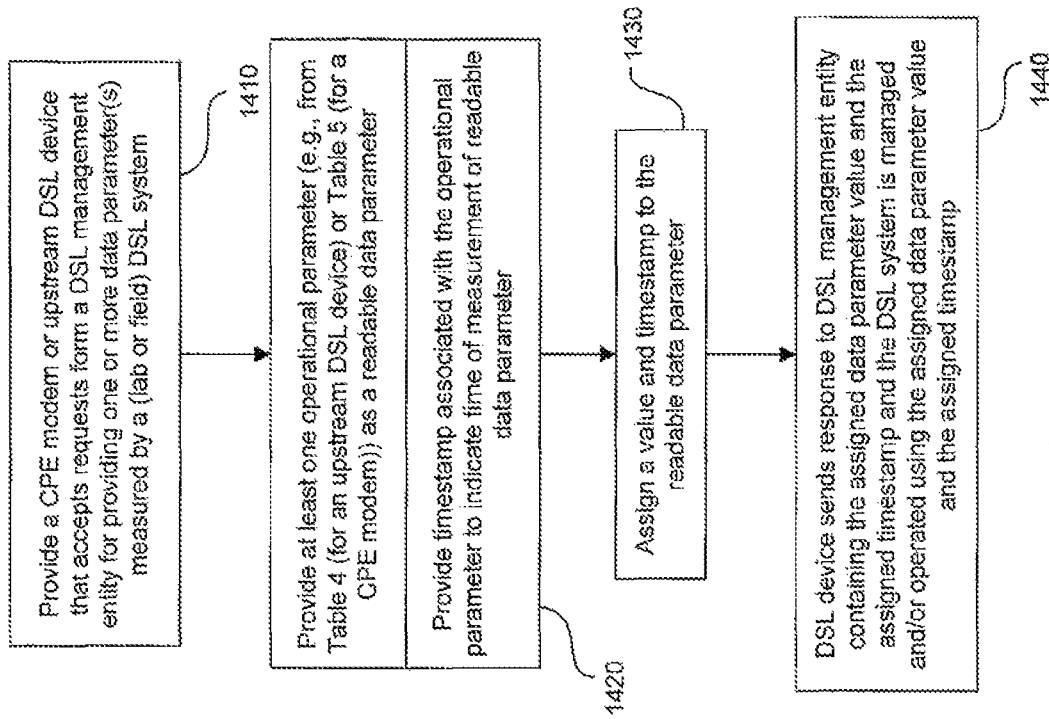 Provide a CPE modem or upstream DSL device
that accepts requests form a DSL management
entity for providing one or more data parameter(s)
measured by a (lab or field) DSL system
1410
Provide at least one operational parameter (e.g., from
Table 4 (for an upstream DSL device) or Table 5 (for a
CPE modem)) as a readable data parameter
Provide timestamp associated with the operational
parameter to indicate time of measurement of readable
data parameter
1420
1430
Assign a value and timestamp to the
readable data parameter
DSL device sends response to DSL management entity
containing the assigned data parameter value and the
assigned timestamp and the DSL system is managed
and/or operated using the assigned data parameter value
and the assigned timestamp
1440